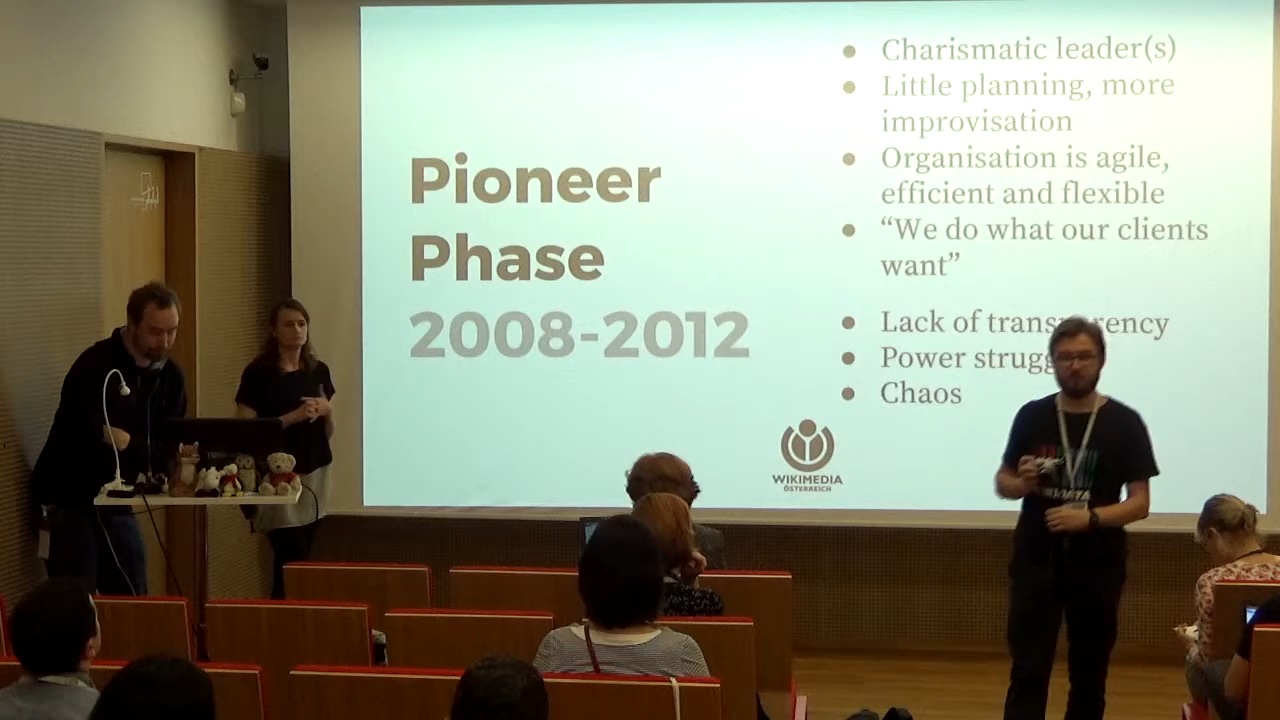 Pioneer
Phase
2008-2012
Charismatic leader(s)
Little planning, more
improvisation
Organisation is agile,
efficient and flexible
“We do what our clients
want”
Lack of transparency
Power
Chaos
WIKIMEDIA
ÖSTERREICH